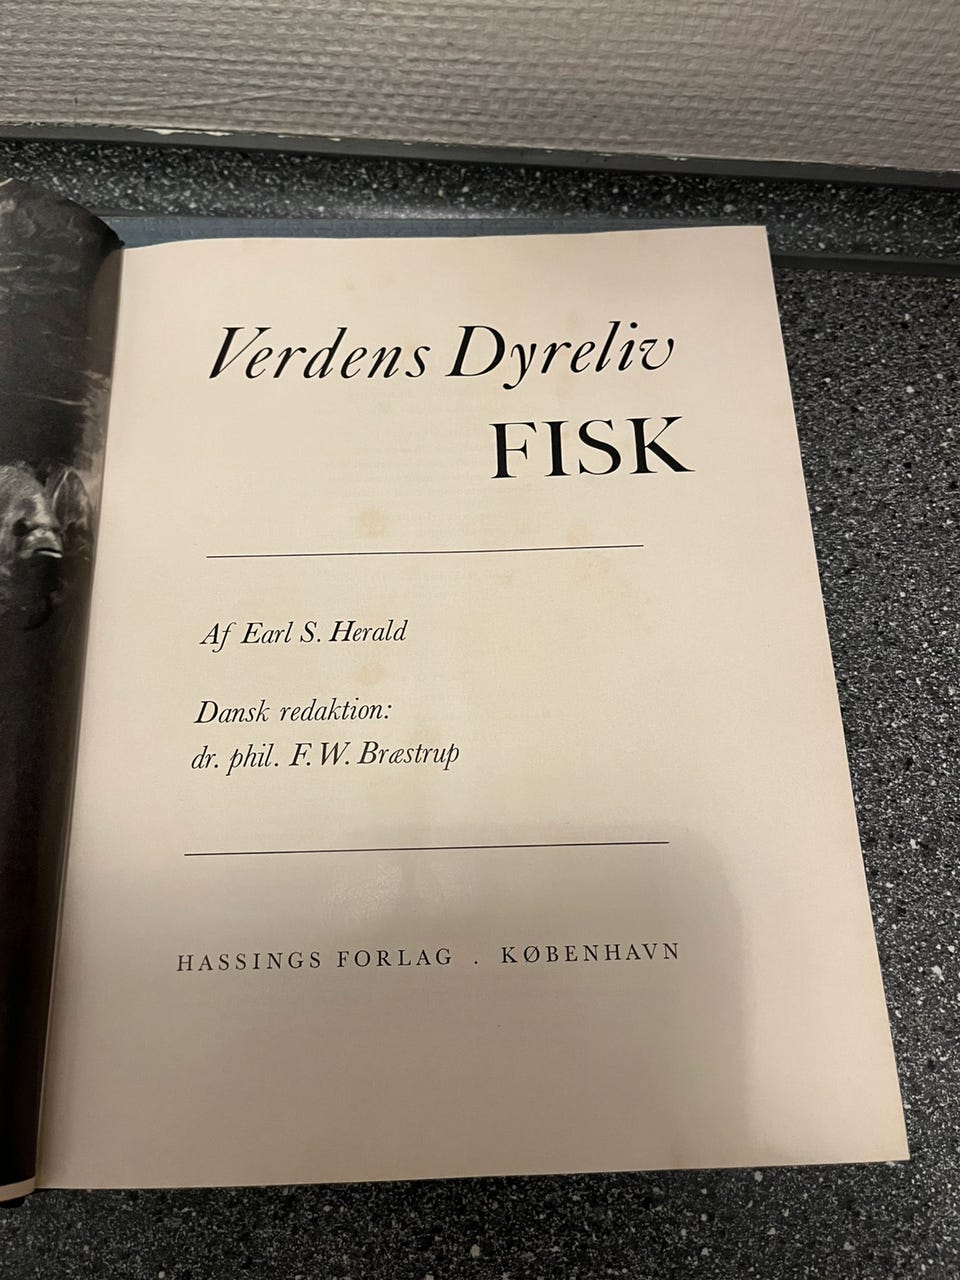 Verdens Dyreliv
FISK
Af Earl S. Herald
Dansk redaktion:
dr. phil. F. W. Bræstrup
HASSINGS FORLAG . KØBENHAVN